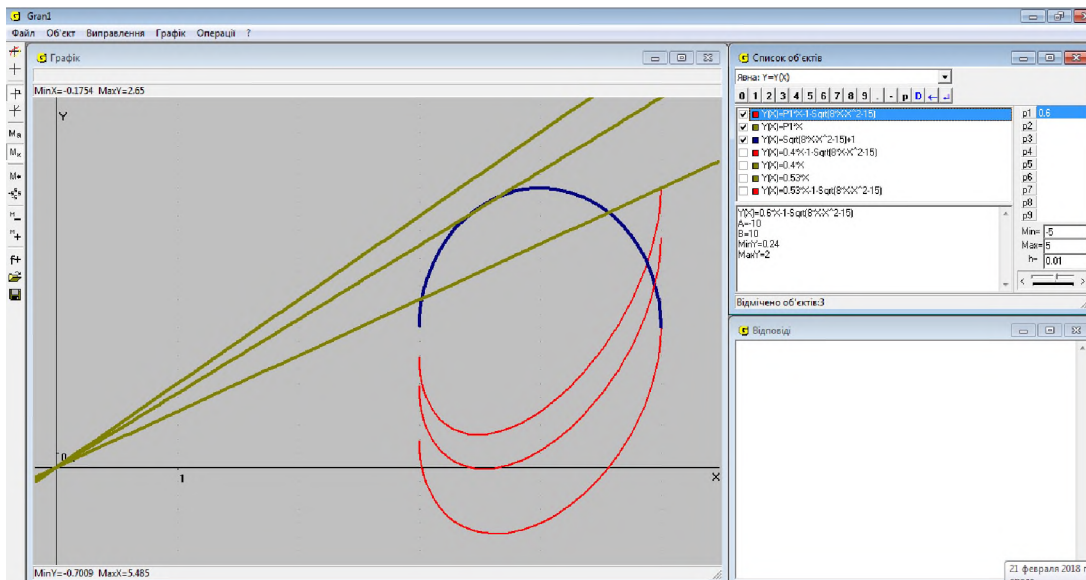 Gran1
Файл Об'єкт Виправлення Графік Операції ?
Графік
MinX=-0.1754 MaxY=2.65
Y
0
1
X
MinY=-0.7009 MaxX=5.485
Список об'єктів
Явна: Y=Y(X)
0 1 2 3 4 5 6 7 8 9 . - p D ← ↵
Y(X)=P1*X-1-Sqrt(8*X-X^2-15)
Y(X)=P1*X
Y(X)=Sqrt(8*X-X^2-15)+1
Y(X)=0.4*X-1-Sqrt(8*X-X^2-15)
Y(X)=0.4*X
Y(X)=0.53*X
Y(X)=0.53*X-1-Sqrt(8*X-X^2-15)
p1 0.6
p2
p3
p4
p5
p6
p7
p8
p9
Min= -5
Max= 5
h= 0.01
Y(X)=0.6*X-1-Sqrt(8*X-X^2-15)
A=-10
B=10
MinY=0.24
MaxY=2
Відмічено об'єктів:3
Відповіді
21 февраля 2018 г